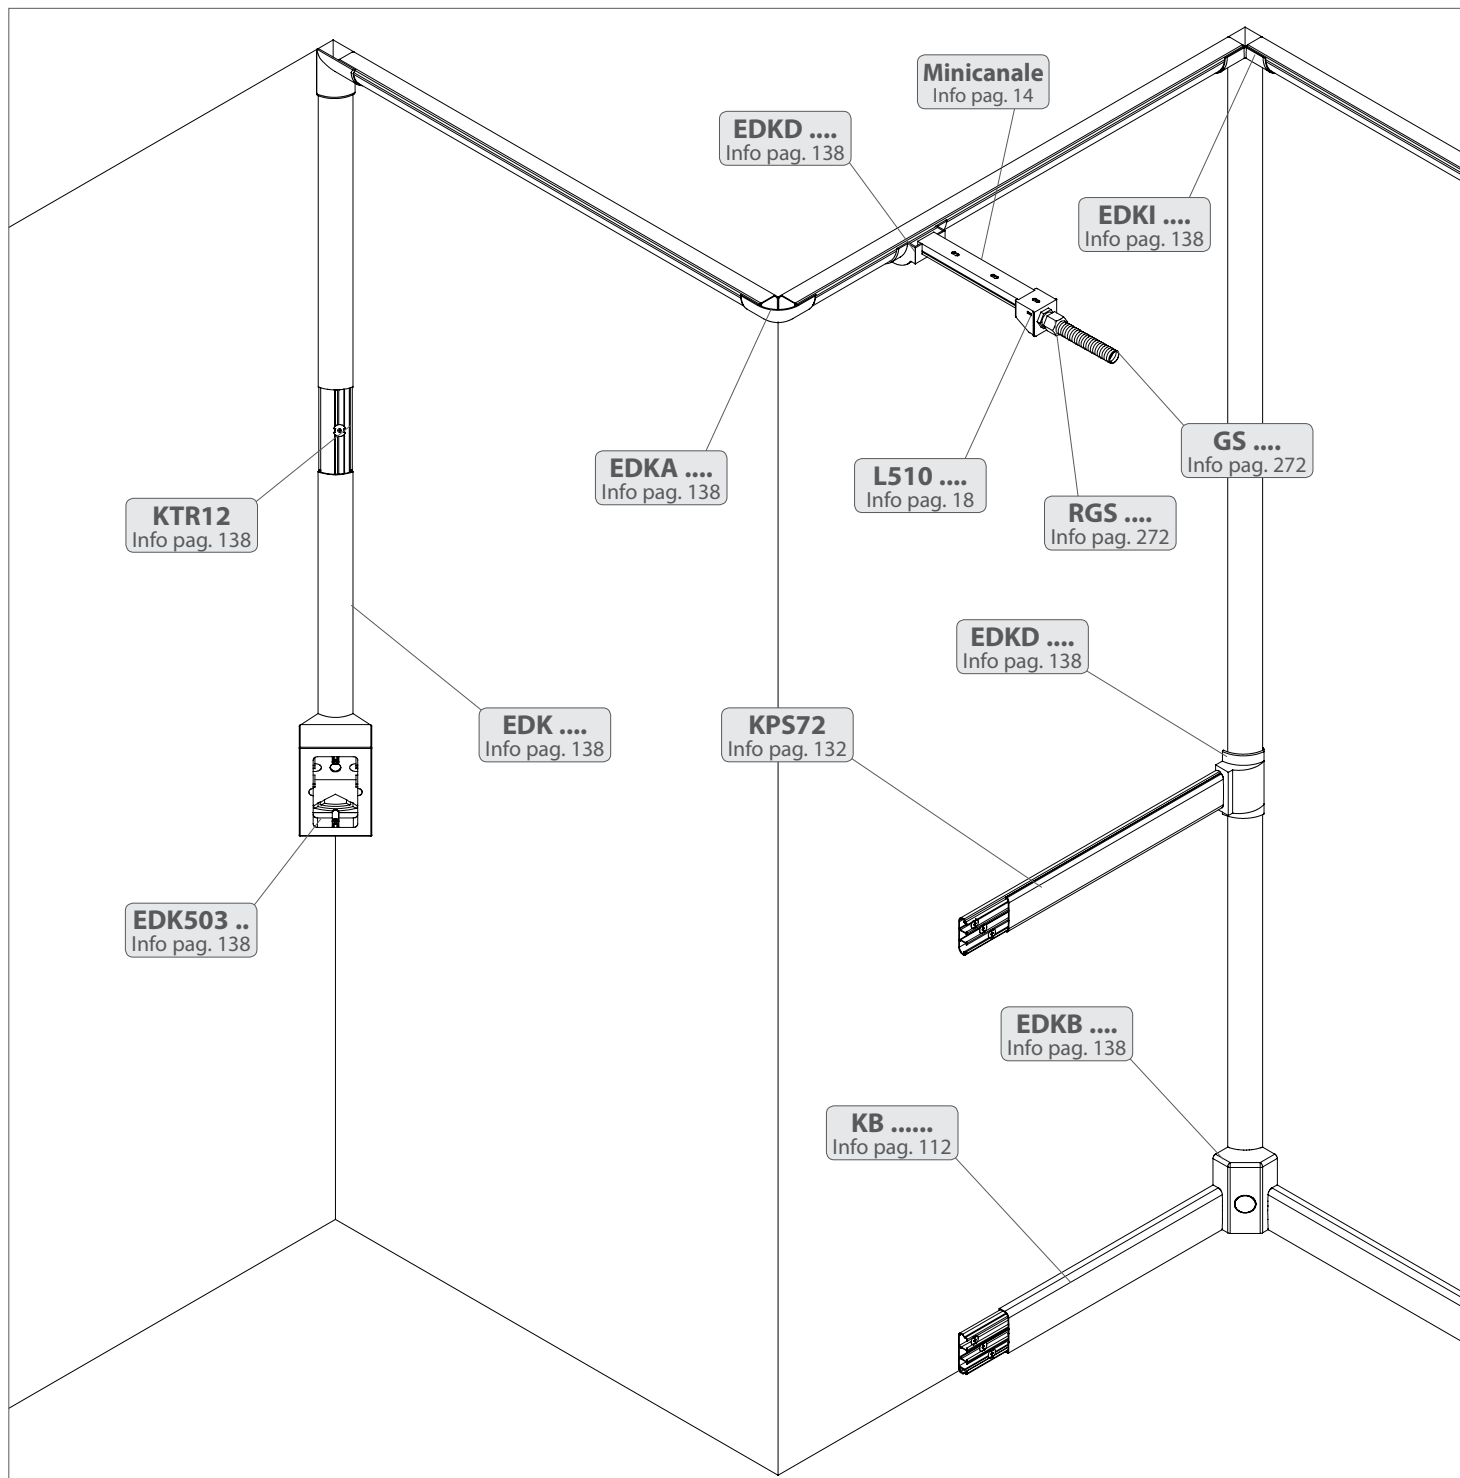 Minicanale
Info pag. 14
EDKD ....
Info pag. 138
EDKI ....
Info pag. 138
GS ....
Info pag. 272
EDKA ....
Info pag. 138
L510 ....
Info pag. 18
RGS ....
Info pag. 272
KTR12
Info pag. 138
EDKD ....
Info pag. 138
EDK ....
Info pag. 138
KPS72
Info pag. 132
EDK503 ..
Info pag. 138
EDKB ....
Info pag. 138
KB ......
Info pag. 112